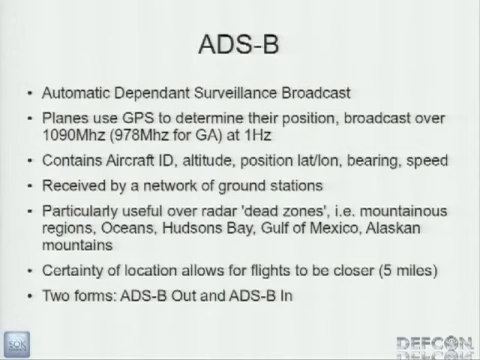 ADS-B
• Automatic Dependant Surveillance Broadcast
• Planes use GPS to determine their position, broadcast over
1090Mhz (978Mhz for GA) at 1Hz
• Contains Aircraft ID, altitude, position lat/lon, bearing, speed
• Received by a network of ground stations
• Particularly useful over radar 'dead zones', i.e. mountainous
regions, Oceans, Hudsons Bay, Gulf of Mexico, Alaskan
mountains
• Certainty of location allows for flights to be closer (5 miles)
• Two forms: ADS-B Out and ADS-B In
DEFCON